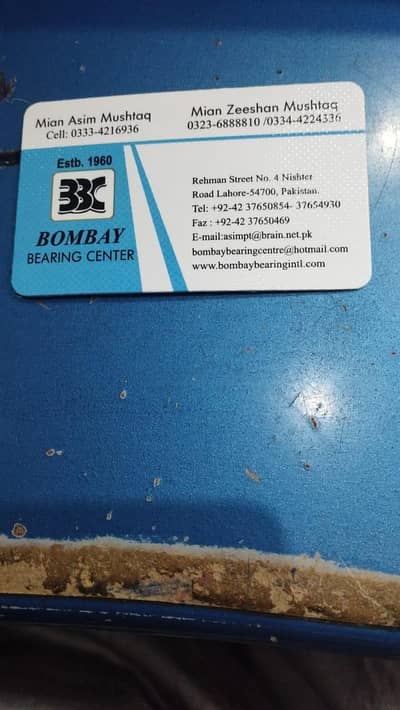 Mian Asim Mushtaq
Cell: 0333-4216936
Mian Zeeshan Mushtaq
0323-6888810 /0334-4224336
Estb. 1960
BBC
BOMBAY
BEARING CENTER
Rehman Street No. 4 Nishter
Road Lahore-54700, Pakistan.
Tel: +92-42 37650854- 37654930
Faz : +92-42 37650469
E-mail:asimpt@brain.net.pk
bombaybearingcentre@hotmail.com
www.bombaybearingintl.com